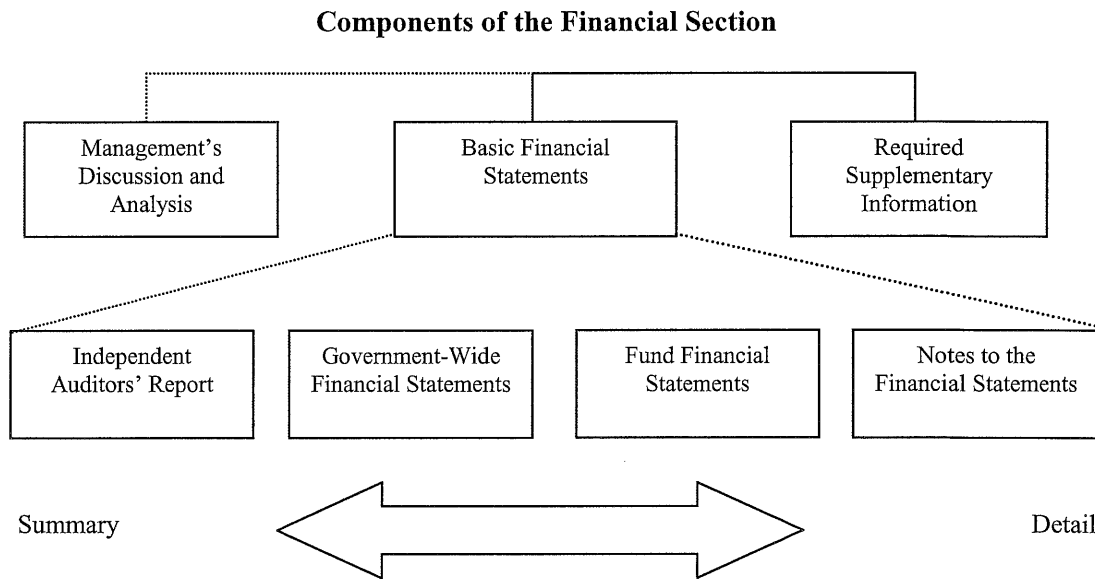 Components of the Financial Section
Management's
Discussion and
Analysis
Basic Financial
Statements
Required
Supplementary
Information
Independent
Auditors' Report
Government-Wide
Financial Statements
Fund Financial
Statements
Notes to the
Financial Statements
Summary
Detail